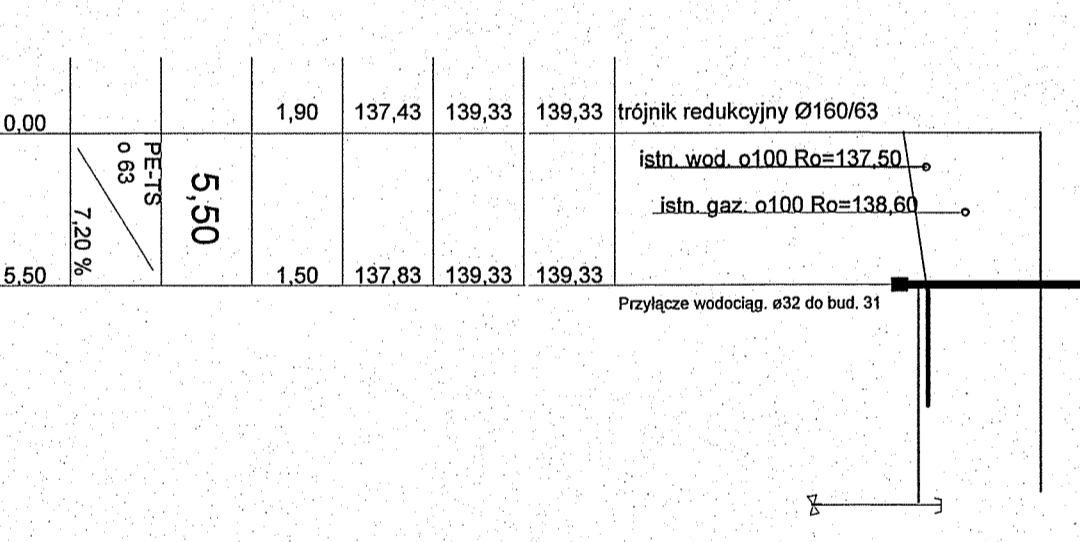 0,00
1,90
137,43
139,33
139,33
trójnik redukcyjny Ø160/63
istn. wod. o100 Ro=137,50
istn. gaz. o100 Ro=138,60
PE-TS
o 63
7,20 %
5,50
5,50
1,50
137,83
139,33
139,33
Przyłącze wodociąg. ø32 do bud. 31